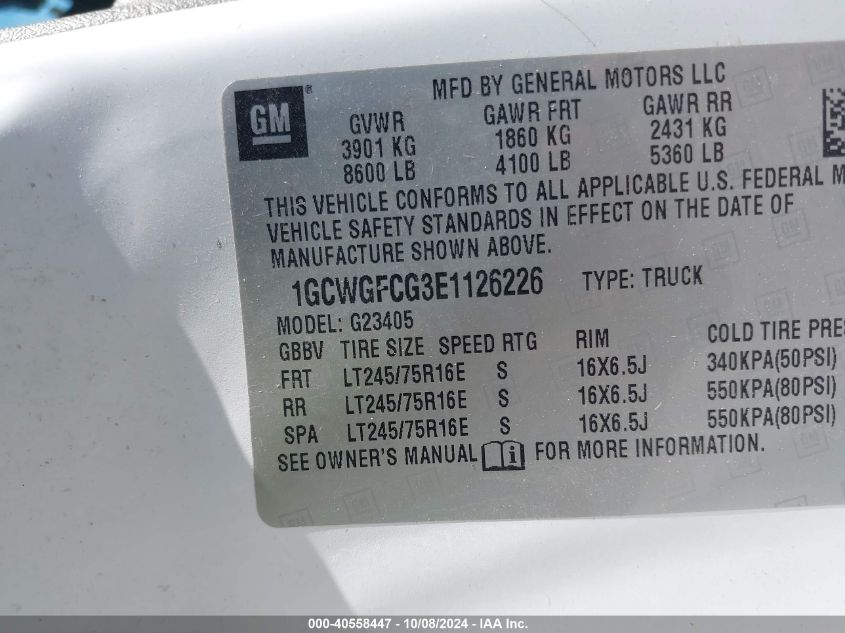 GM ®
MFD BY GENERAL MOTORS LLC
GVWR GAWR FRT GAWR RR
3901 KG 1860 KG 2431 KG
8600 LB 4100 LB 5360 LB
THIS VEHICLE CONFORMS TO ALL APPLICABLE U.S. FEDERAL M
VEHICLE SAFETY STANDARDS IN EFFECT ON THE DATE OF
MANUFACTURE SHOWN ABOVE.
1GCWGFCG3E1126226 TYPE: TRUCK
MODEL: G23405
GBBV TIRE SIZE SPEED RTG RIM COLD TIRE PRE
FRT LT245/75R16E S 16X6.5J 340KPA(50PSI)
RR LT245/75R16E S 16X6.5J 550KPA(80PSI)
SPA LT245/75R16E S 16X6.5J 550KPA(80PSI)
SEE OWNER'S MANUAL i FOR MORE INFORMATION.
000-40558447 - 10/08/2024 - IAA Inc.